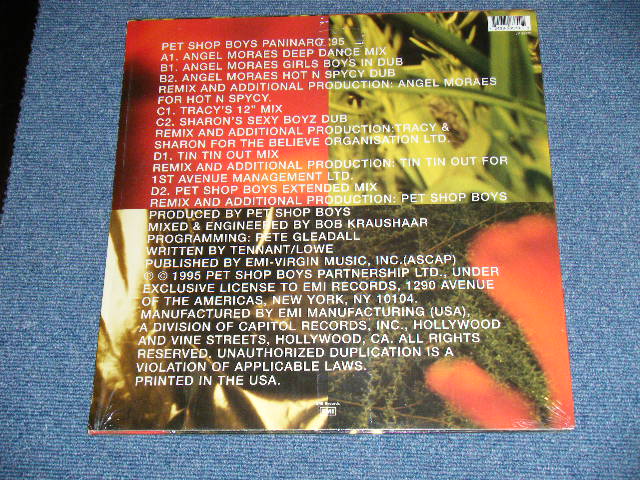 PET SHOP BOYS PANINARO '95
A1. ANGEL MORAES DEEP DANCE MIX
B1. ANGEL MORAES GIRLS BOYS IN DUB
B2. ANGEL MORAES HOT N SPYCY DUB
REMIX AND ADDITIONAL PRODUCTION: ANGEL MORAES
FOR HOT N SPYCY.
C1. TRACY'S 12" MIX
C2. SHARON'S SEXY BOYZ DUB
REMIX AND ADDITIONAL PRODUCTION:TRACY &
SHARON FOR THE BELIEVE ORGANISATION LTD.
D1. TIN TIN OUT MIX
REMIX AND ADDITIONAL PRODUCTION: TIN TIN OUT FOR
1ST AVENUE MANAGEMENT LTD.
D2. PET SHOP BOYS EXTENDED MIX
REMIX AND ADDITIONAL PRODUCTION: PET SHOP BOYS
PRODUCED BY PET SHOP BOYS
MIXED & ENGINEERED BY BOB KRAUSHAAR
PROGRAMMING: PETE GLEADALL
WRITTEN BY TENNANT/LOWE
PUBLISHED BY EMI-VIRGIN MUSIC, INC.(ASCAP)
℗ © 1995 PET SHOP BOYS PARTNERSHIP LTD., UNDER
EXCLUSIVE LICENSE TO EMI RECORDS, 1290 AVENUE
OF THE AMERICAS, NEW YORK, NY 10104.
MANUFACTURED BY EMI MANUFACTURING (USA),
A DIVISION OF CAPITOL RECORDS, INC., HOLLYWOOD
AND VINE STREETS, HOLLYWOOD, CA. ALL RIGHTS
RESERVED. UNAUTHORIZED DUPLICATION IS A
VIOLATION OF APPLICABLE LAWS.
PRINTED IN THE USA.
EMI Records
EMI